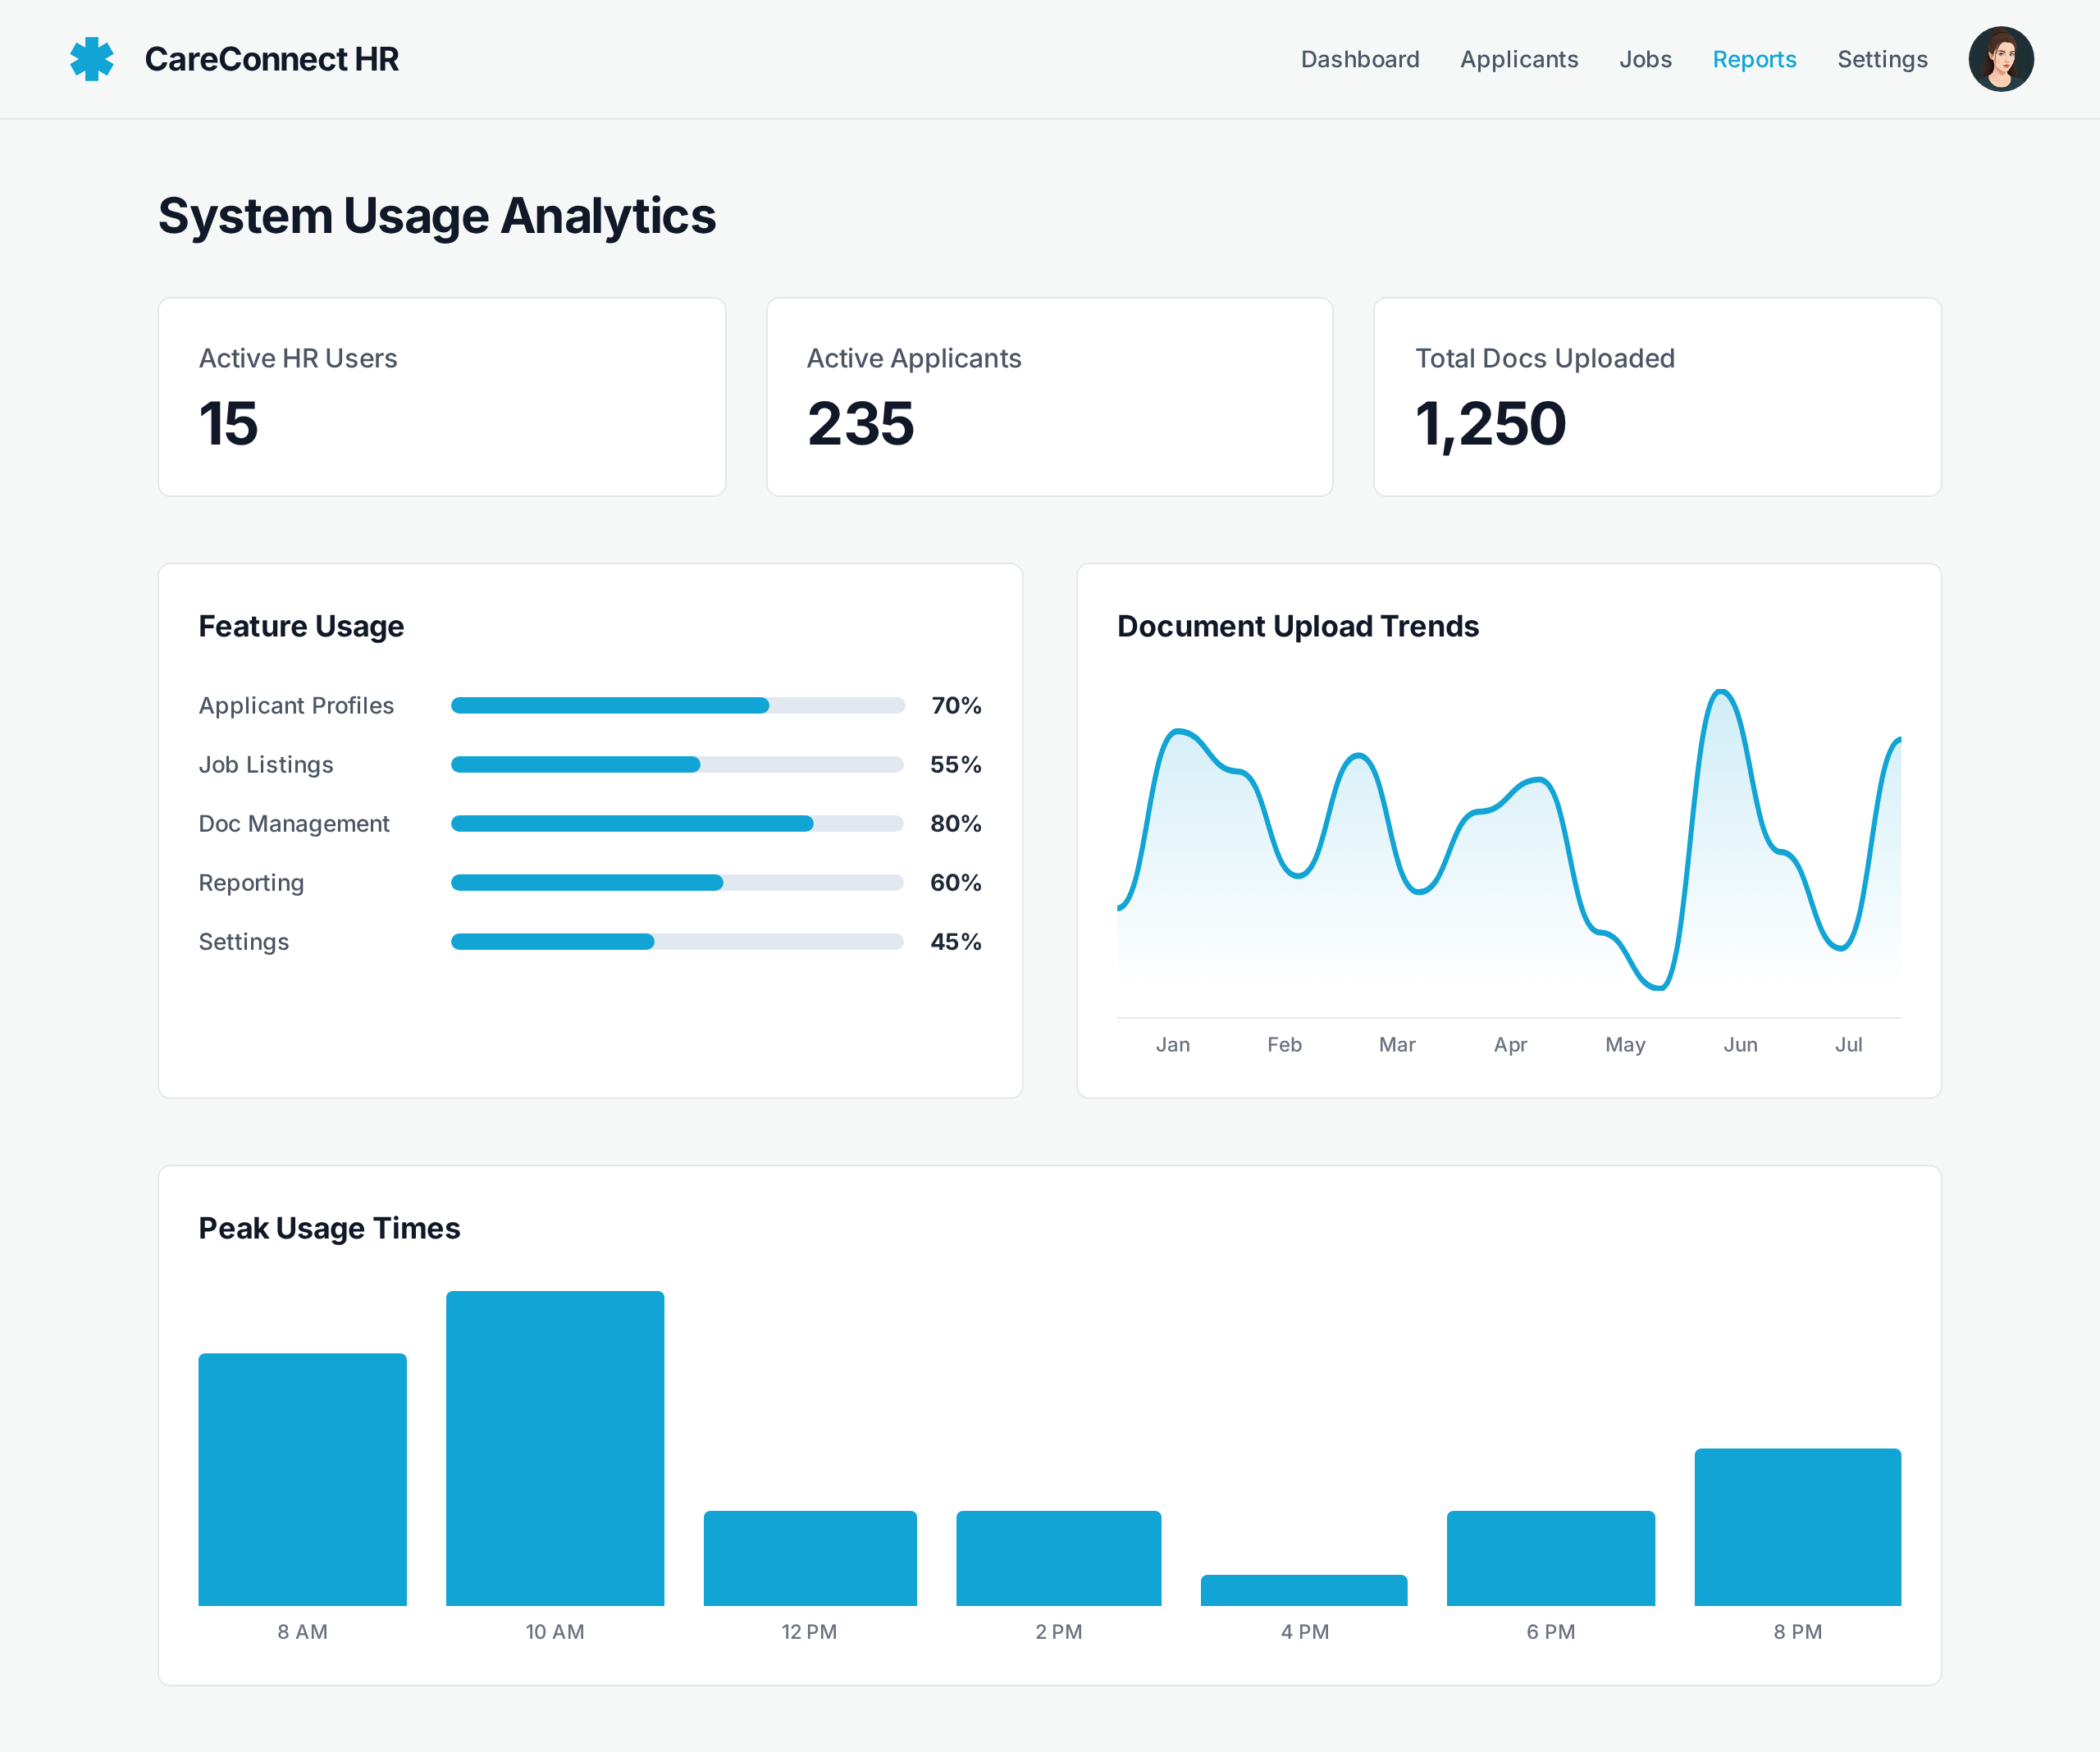 CareConnect HR
Dashboard Applicants Jobs Reports Settings
System Usage Analytics
Active HR Users
15
Active Applicants
235
Total Docs Uploaded
1,250
Feature Usage
Applicant Profiles 70%
Job Listings 55%
Doc Management 80%
Reporting 60%
Settings 45%
Document Upload Trends
Jan Feb Mar Apr May Jun Jul
Peak Usage Times
8 AM 10 AM 12 PM 2 PM 4 PM 6 PM 8 PM